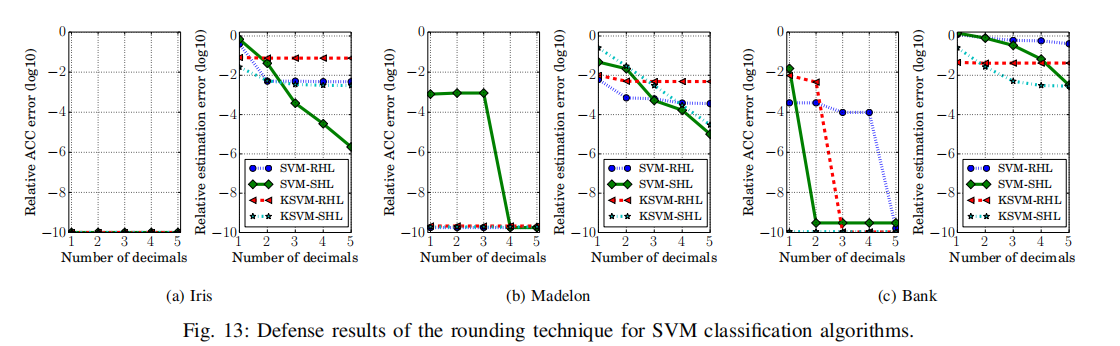 Relative ACC error (log10)
0
−2
−4
−6
−8
−10
1 2 3 4 5
Number of decimals
Relative estimation error (log10)
0
−2
−4
−6
−8
−10
SVM-RHL
SVM-SHL
KSVM-RHL
KSVM-SHL
1 2 3 4 5
Number of decimals
(a) Iris
Relative ACC error (log10)
0
−2
−4
−6
−8
−10
1 2 3 4 5
Number of decimals
Relative estimation error (log10)
0
−2
−4
−6
−8
−10
SVM-RHL
SVM-SHL
KSVM-RHL
KSVM-SHL
1 2 3 4 5
Number of decimals
(b) Madelon
Relative ACC error (log10)
0
−2
−4
−6
−8
−10
1 2 3 4 5
Number of decimals
Relative estimation error (log10)
0
−2
−4
−6
−8
−10
SVM-RHL
SVM-SHL
KSVM-RHL
KSVM-SHL
1 2 3 4 5
Number of decimals
(c) Bank
Fig. 13: Defense results of the rounding technique for SVM classification algorithms.